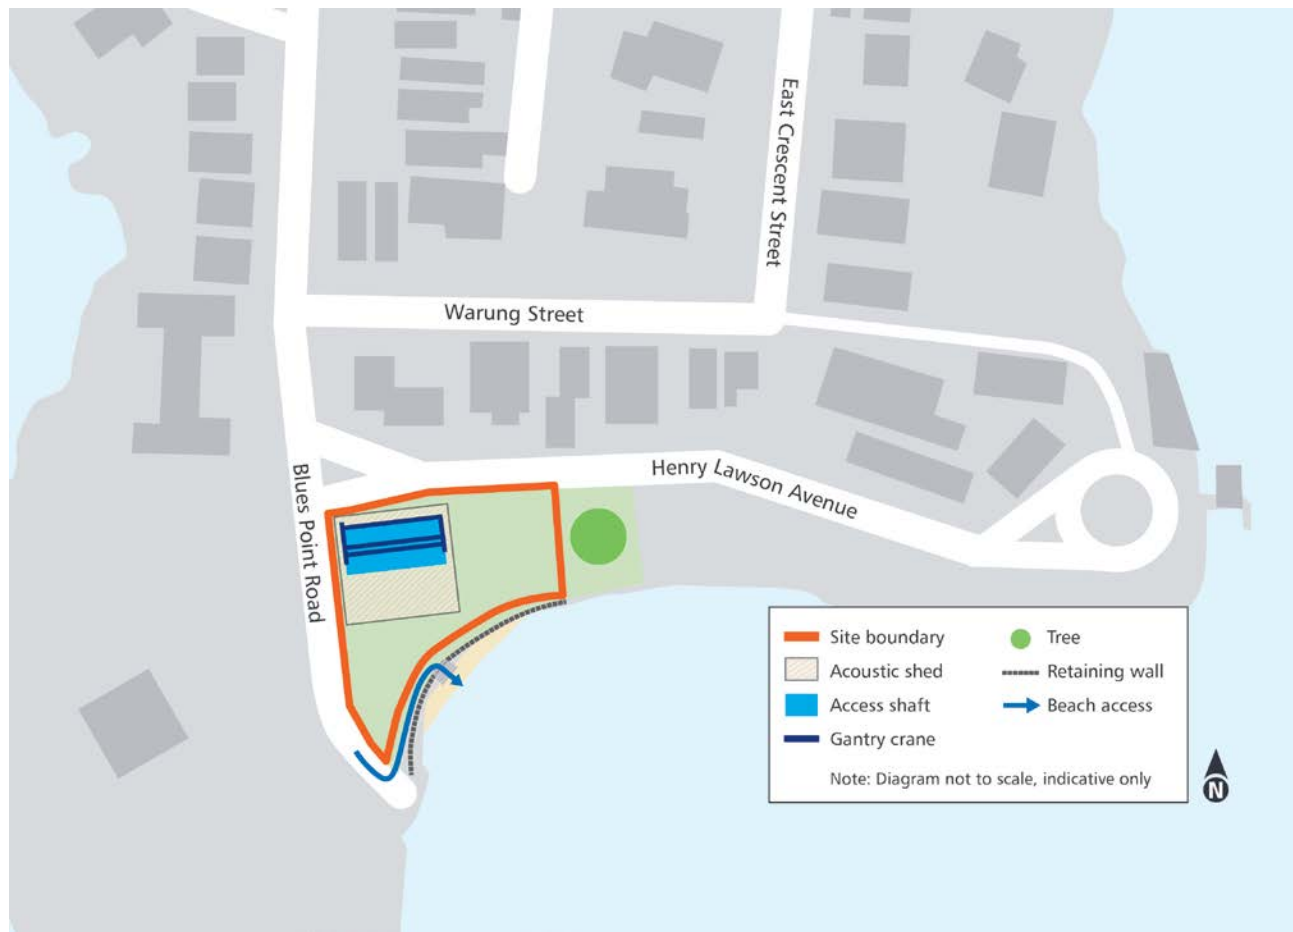 East Crescent Street
Warung Street
Henry Lawson Avenue
Blues Point Road
Site boundary
Acoustic shed
Access shaft
Gantry crane
Tree
Retaining wall
Beach access
Note: Diagram not to scale, indicative only
N